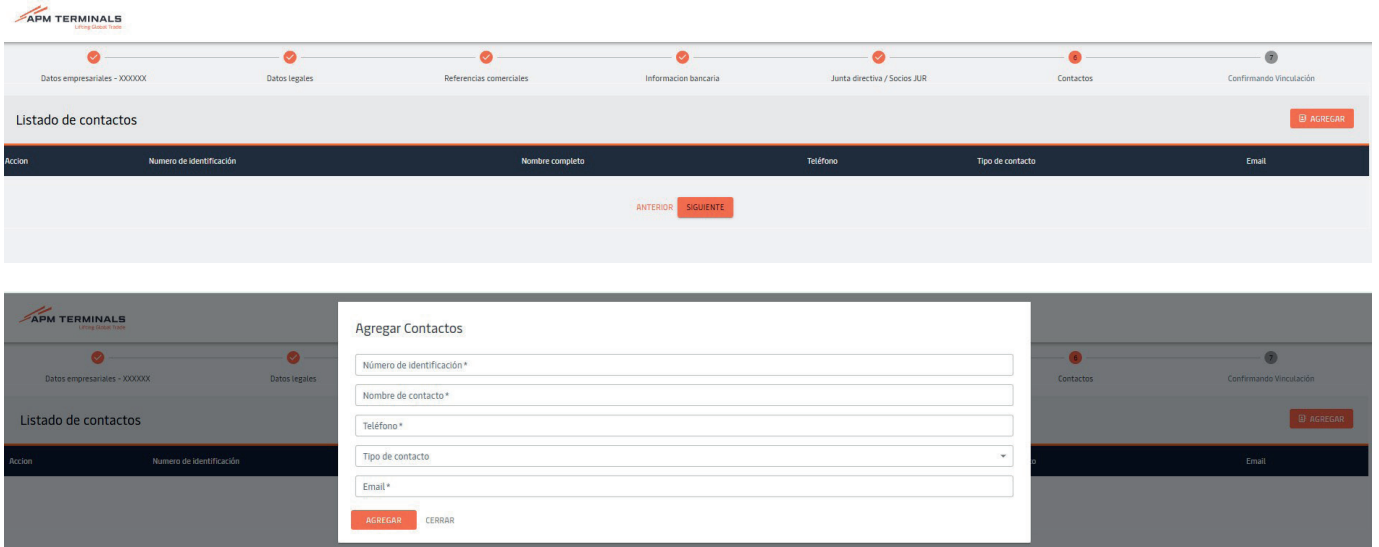 APM TERMINALS
Lifting Global Trade
6 7
Datos empresariales - XXXXXX Datos legales Referencias comerciales Informacion bancaria Junta directiva / Socios JUR Contactos Confirmando Vinculación
Listado de contactos AGREGAR
Accion Numero de identificación Nombre completo Teléfono Tipo de contacto Email
ANTERIOR SIGUIENTE
APM TERMINALS
Lifting Global Trade
Agregar Contactos
Número de identificación *
6 7
Datos empresariales - XXXXXX Datos legales Contactos Confirmando Vinculación
Nombre de contacto *
Listado de contactos AGREGAR
Teléfono *
Tipo de contacto
Accion Numero de identificación Email
Email *
AGREGAR CERRAR